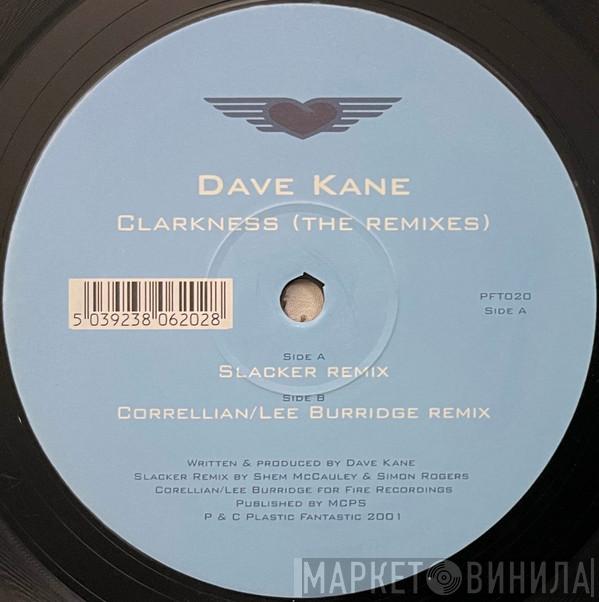 Dave Kane
Clarkness (the remixes)
5 039238 062028
PFT020
Side A
Side A
Slacker remix
Side B
Correllian/Lee Burridge remix
Written & produced by Dave Kane
Slacker Remix by Shem McCauley & Simon Rogers
Corellian/Lee Burridge for Fire Recordings
Published by MCPS
P & C Plastic Fantastic 2001
МАРКЕТ ВИНИЛА